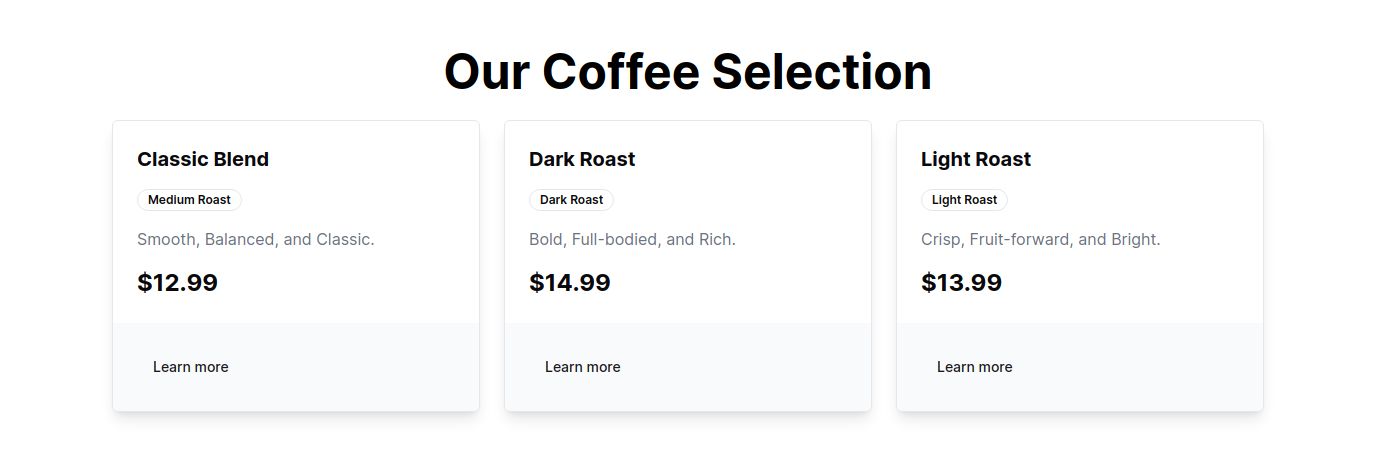 Our Coffee Selection
Classic Blend
Medium Roast
Smooth, Balanced, and Classic.
$12.99
Learn more
Dark Roast
Dark Roast
Bold, Full-bodied, and Rich.
$14.99
Learn more
Light Roast
Light Roast
Crisp, Fruit-forward, and Bright.
$13.99
Learn more